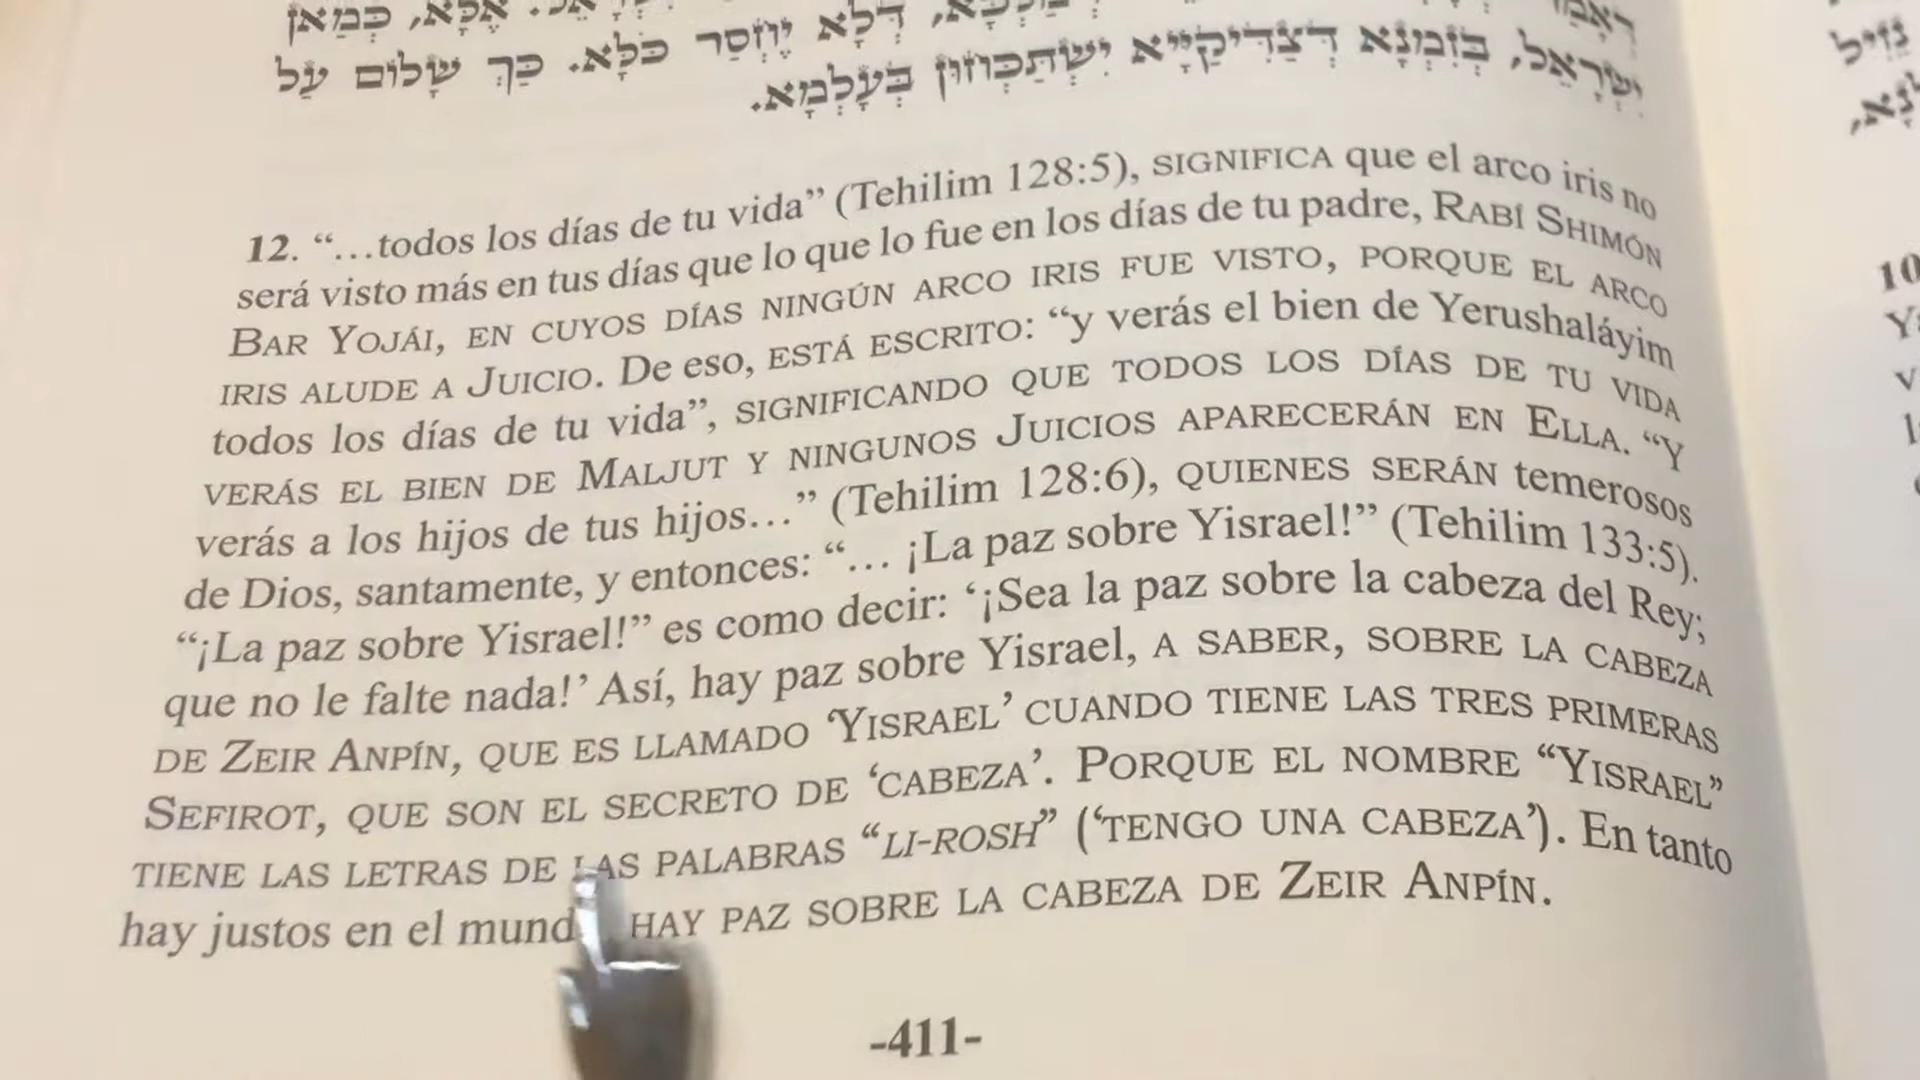 אֶלָּא, כְּמַאן
יִשְׂרָאֵל, בְּזִמְנָא דְצַדִּיקַיָּיא יִשְׁתַּכְּחוּן בְּעָלְמָא.
דְּלָא יֶחְסַר כֹּלָּא. כַּךְ שָׁלוֹם עַל
12. “…todos los días de tu vida” (Tehilim 128:5), SIGNIFICA que el arco iris no
será visto más en tus días que lo que lo fue en los días de tu padre, RABÍ SHIMÓN
BAR YOJÁI, EN CUYOS DÍAS NINGÚN ARCO IRIS FUE VISTO, PORQUE EL ARCO
IRIS ALUDE A JUICIO. De eso, ESTÁ ESCRITO: “y verás el bien de Yerushaláyim
todos los días de tu vida”, SIGNIFICANDO QUE TODOS LOS DÍAS DE TU VIDA
VERÁS EL BIEN DE MALJUT Y NINGUNOS JUICIOS APARECERÁN EN ELLA. “Y
verás a los hijos de tus hijos…” (Tehilim 128:6), QUIENES SERÁN temerosos
de Dios, santamente, y entonces: “… ¡La paz sobre Yisrael!” (Tehilim 133:5).
“¡La paz sobre Yisrael!” es como decir: ‘¡Sea la paz sobre la cabeza del Rey;
que no le falte nada!’ Así, hay paz sobre Yisrael, A SABER, SOBRE LA CABEZA
DE ZEIR ANPÍN, QUE ES LLAMADO ‘YISRAEL’ CUANDO TIENE LAS TRES PRIMERAS
SEFIROT, QUE SON EL SECRETO DE ‘CABEZA’. PORQUE EL NOMBRE “YISRAEL”
TIENE LAS LETRAS DE LAS PALABRAS “LI-ROSH” (‘TENGO UNA CABEZA’). En tanto
hay justos en el HAY PAZ SOBRE LA CABEZA DE ZEIR ANPÍN.
-411-
10